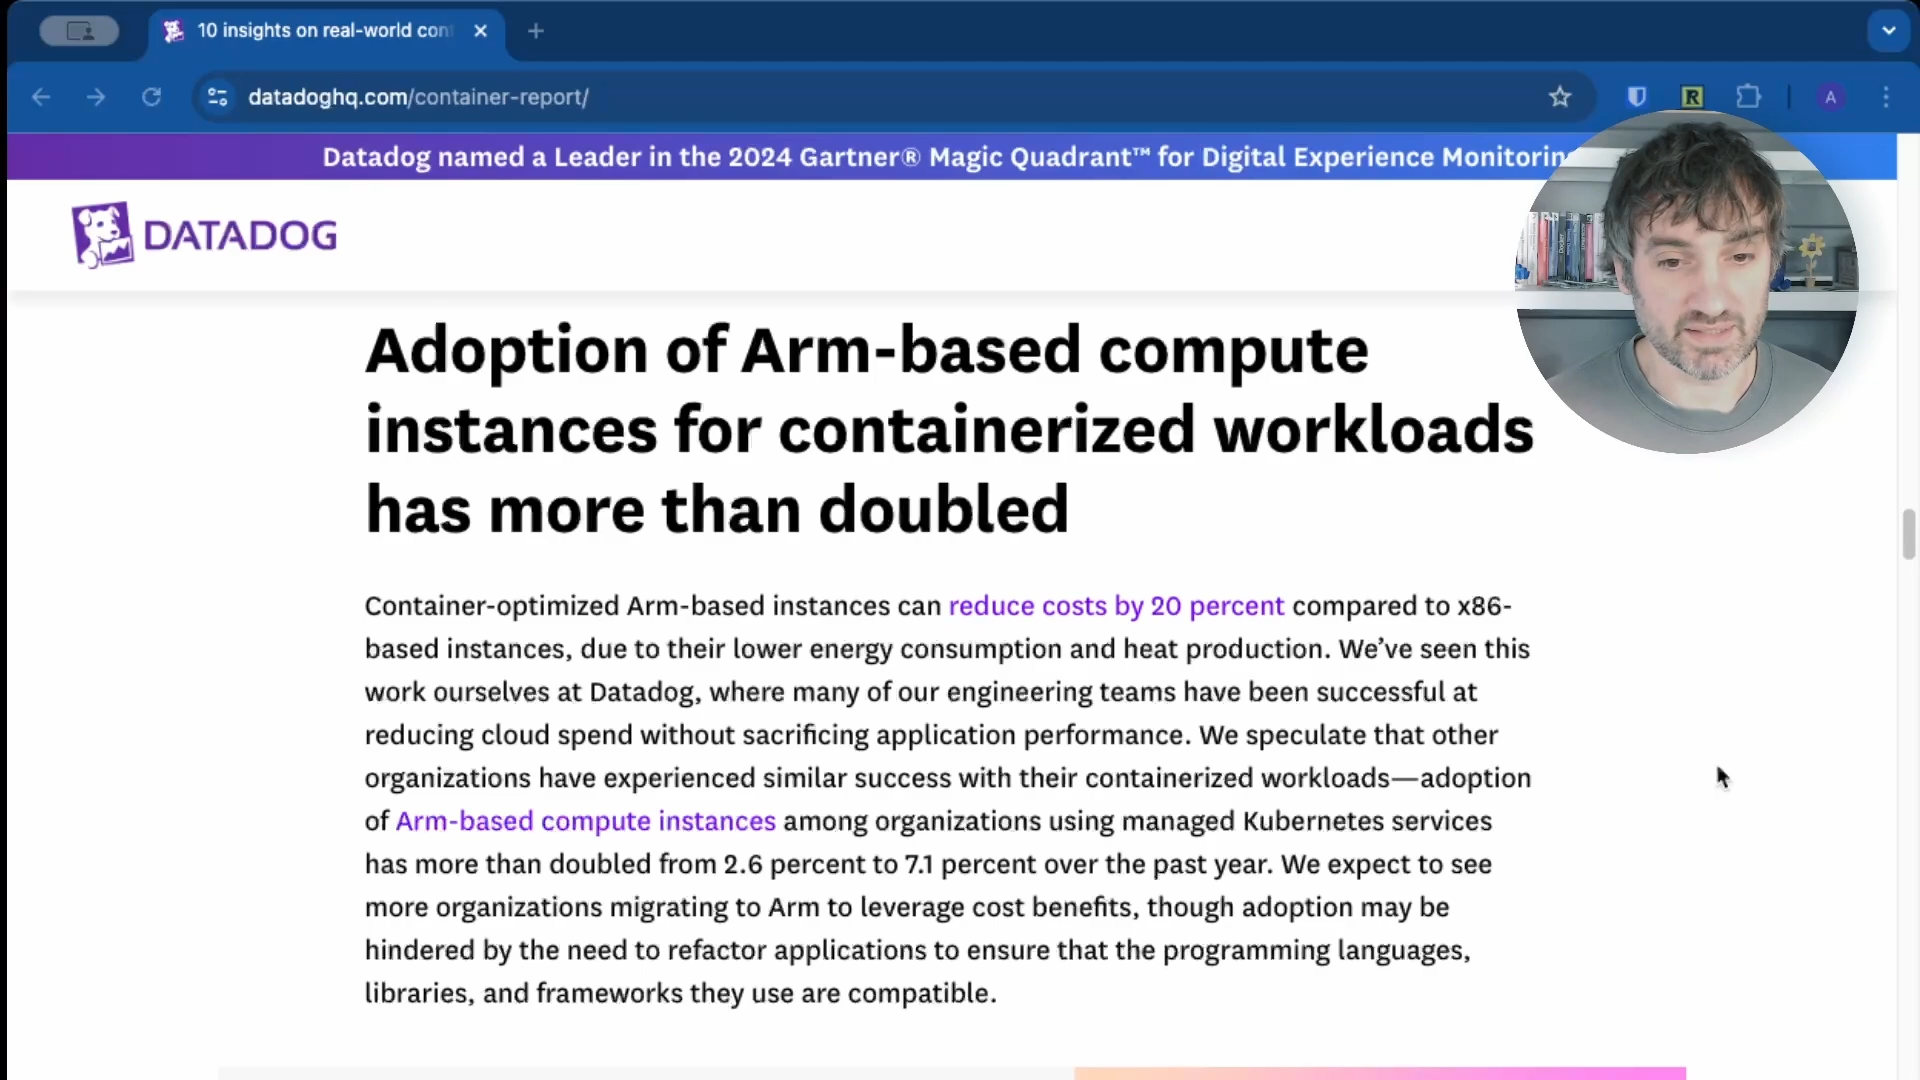 10 insights on real-world con
datadoghq.com/container-report/
R
A
Datadog named a Leader in the 2024 Gartner® Magic Quadrant™ for Digital Experience Monitorin
DATADOG
Adoption of Arm-based compute
instances for containerized workloads
has more than doubled
Container-optimized Arm-based instances can reduce costs by 20 percent compared to x86-
based instances, due to their lower energy consumption and heat production. We’ve seen this
work ourselves at Datadog, where many of our engineering teams have been successful at
reducing cloud spend without sacrificing application performance. We speculate that other
organizations have experienced similar success with their containerized workloads—adoption
of Arm-based compute instances among organizations using managed Kubernetes services
has more than doubled from 2.6 percent to 7.1 percent over the past year. We expect to see
more organizations migrating to Arm to leverage cost benefits, though adoption may be
hindered by the need to refactor applications to ensure that the programming languages,
libraries, and frameworks they use are compatible.